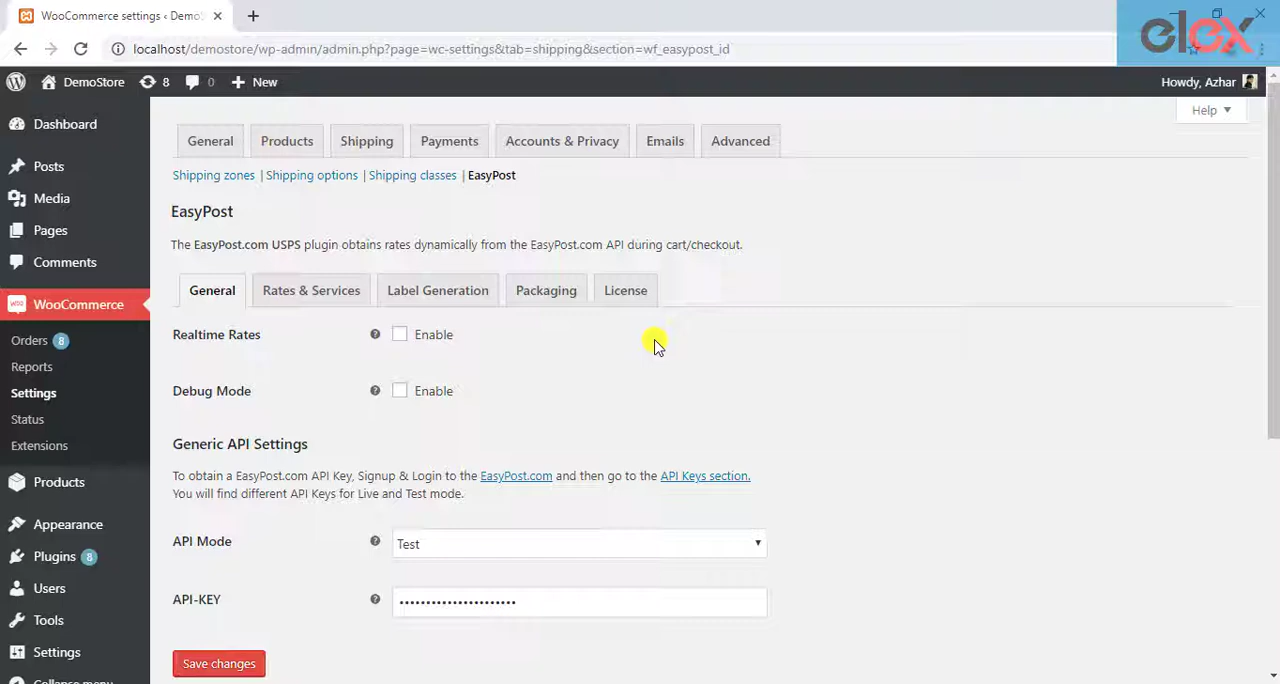 WooCommerce settings ‹ Demo
elex
localhost/demostore/wp-admin/admin.php?page=wc-settings&tab=shipping&section=wf_easypost_id
DemoStore 8 0 New Howdy, Azhar
Help
Dashboard
Posts
Media
Pages
Comments
woo WooCommerce
Orders 8
Reports
Settings
Status
Extensions
Products
Appearance
Plugins 8
Users
Tools
Settings
Collapse menu
General Products Shipping Payments Accounts & Privacy Emails Advanced
Shipping zones | Shipping options | Shipping classes | EasyPost
EasyPost
The EasyPost.com USPS plugin obtains rates dynamically from the EasyPost.com API during cart/checkout.
General Rates & Services Label Generation Packaging License
Realtime Rates Enable
Debug Mode Enable
Generic API Settings
To obtain a EasyPost.com API Key, Signup & Login to the EasyPost.com and then go to the API Keys section.
You will find different API Keys for Live and Test mode.
API Mode Test
API-KEY ••••••••••••••••••••••
Save changes